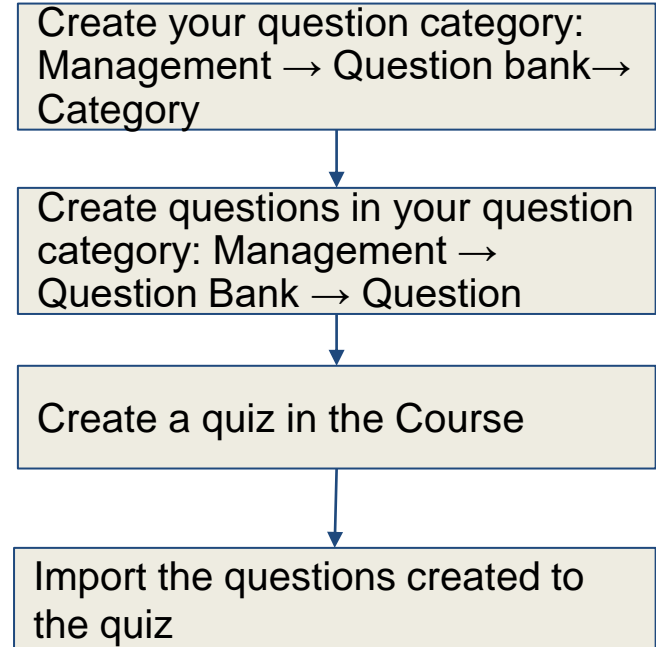 Create your question category:
Management → Question bank→
Category
Create questions in your question
category: Management →
Question Bank → Question
Create a quiz in the Course
Import the questions created to
the quiz